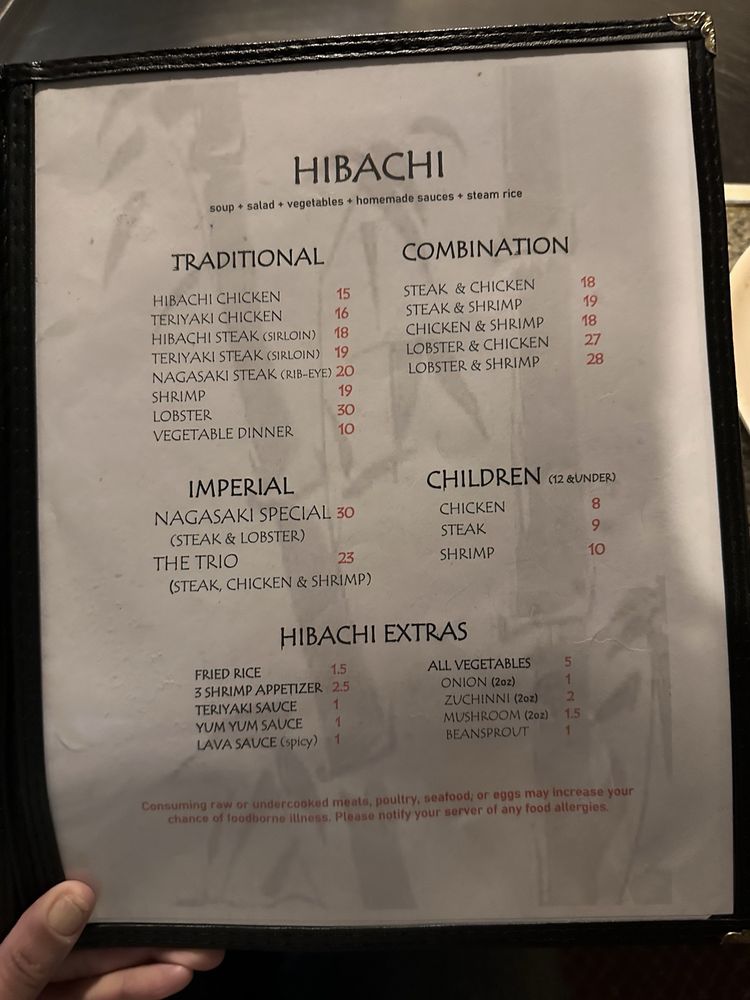 HIBACHI
soup + salad + vegetables + homemade sauces + steam rice
TRADITIONAL
HIBACHI CHICKEN 15
TERIYAKI CHICKEN 16
HIBACHI STEAK (SIRLOIN) 18
TERIYAKI STEAK (SIRLOIN) 19
NAGASAKI STEAK (RIB-EYE) 20
SHRIMP 19
LOBSTER 30
VEGETABLE DINNER 10
COMBINATION
STEAK & CHICKEN 18
STEAK & SHRIMP 19
CHICKEN & SHRIMP 18
LOBSTER & CHICKEN 27
LOBSTER & SHRIMP 28
IMPERIAL
NAGASAKI SPECIAL 30
(STEAK & LOBSTER)
THE TRIO 23
(STEAK, CHICKEN & SHRIMP)
CHILDREN (12 &UNDER)
CHICKEN 8
STEAK 9
SHRIMP 10
HIBACHI EXTRAS
FRIED RICE 1.5
3 SHRIMP APPETIZER 2.5
TERIYAKI SAUCE 1
YUM YUM SAUCE 1
LAVA SAUCE (spicy) 1
ALL VEGETABLES 5
ONION (2oz) 1
ZUCHINNI (2oz) 2
MUSHROOM (2oz) 1.5
BEANSPROUT 1
Consuming raw or undercooked meats, poultry, seafood, or eggs may increase your
chance of foodborne illness. Please notify your server of any food allergies.